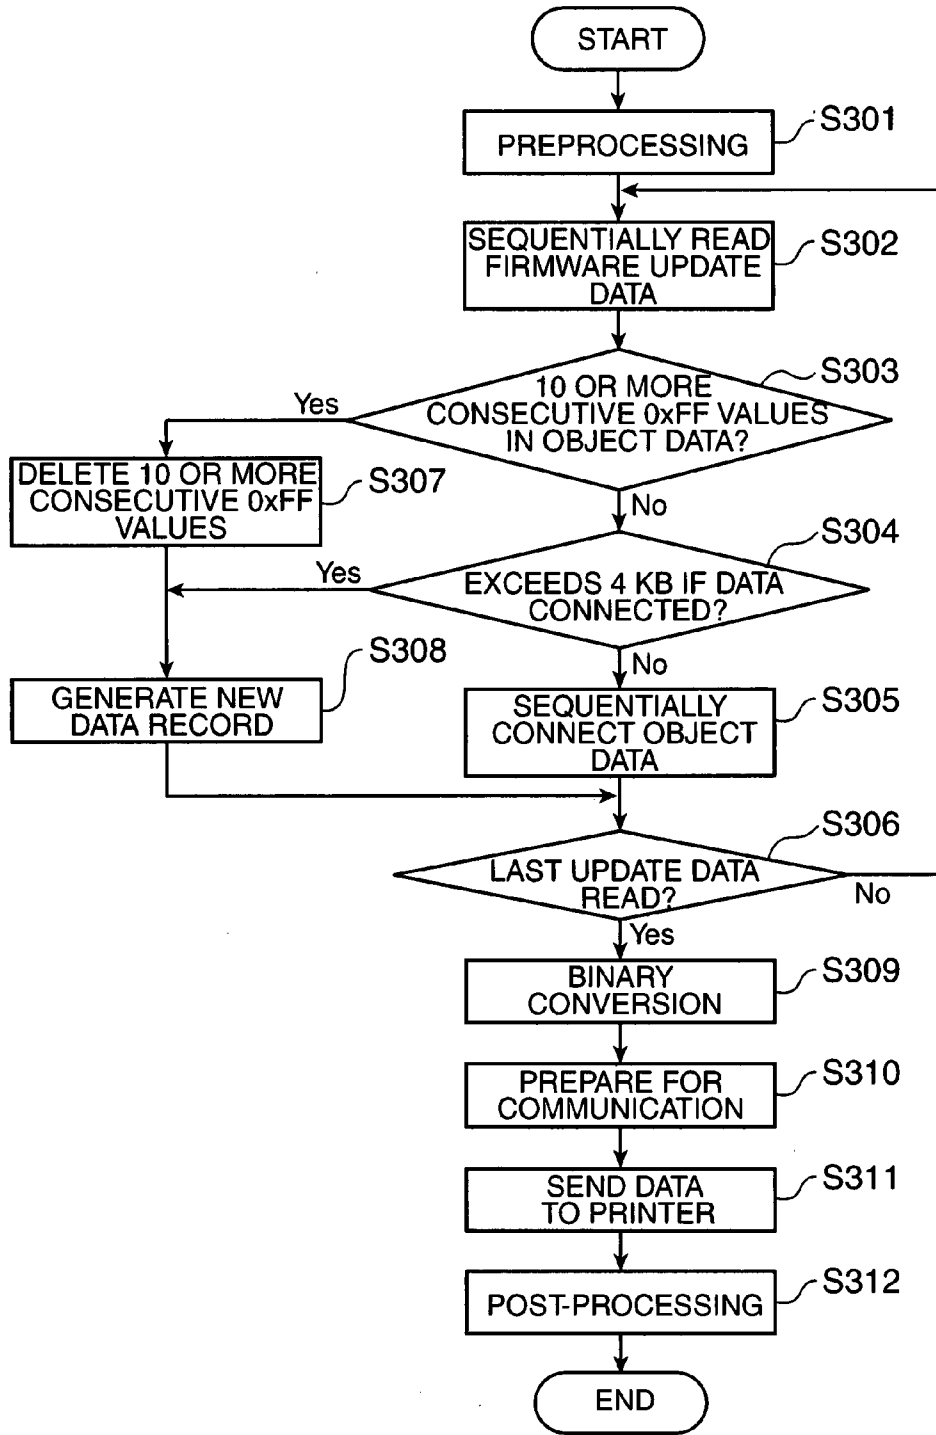 START
PREPROCESSING
S301
SEQUENTIALLY READ
FIRMWARE UPDATE
DATA
S302
10 OR MORE
CONSECUTIVE 0xFF VALUES
IN OBJECT DATA?
S303
Yes
No
DELETE 10 OR MORE
CONSECUTIVE 0xFF
VALUES
S307
EXCEEDS 4 KB IF DATA
CONNECTED?
S304
Yes
No
GENERATE NEW
DATA RECORD
S308
SEQUENTIALLY
CONNECT OBJECT
DATA
S305
LAST UPDATE DATA
READ?
S306
No
Yes
BINARY
CONVERSION
S309
PREPARE FOR
COMMUNICATION
S310
SEND DATA
TO PRINTER
S311
POST-PROCESSING
S312
END